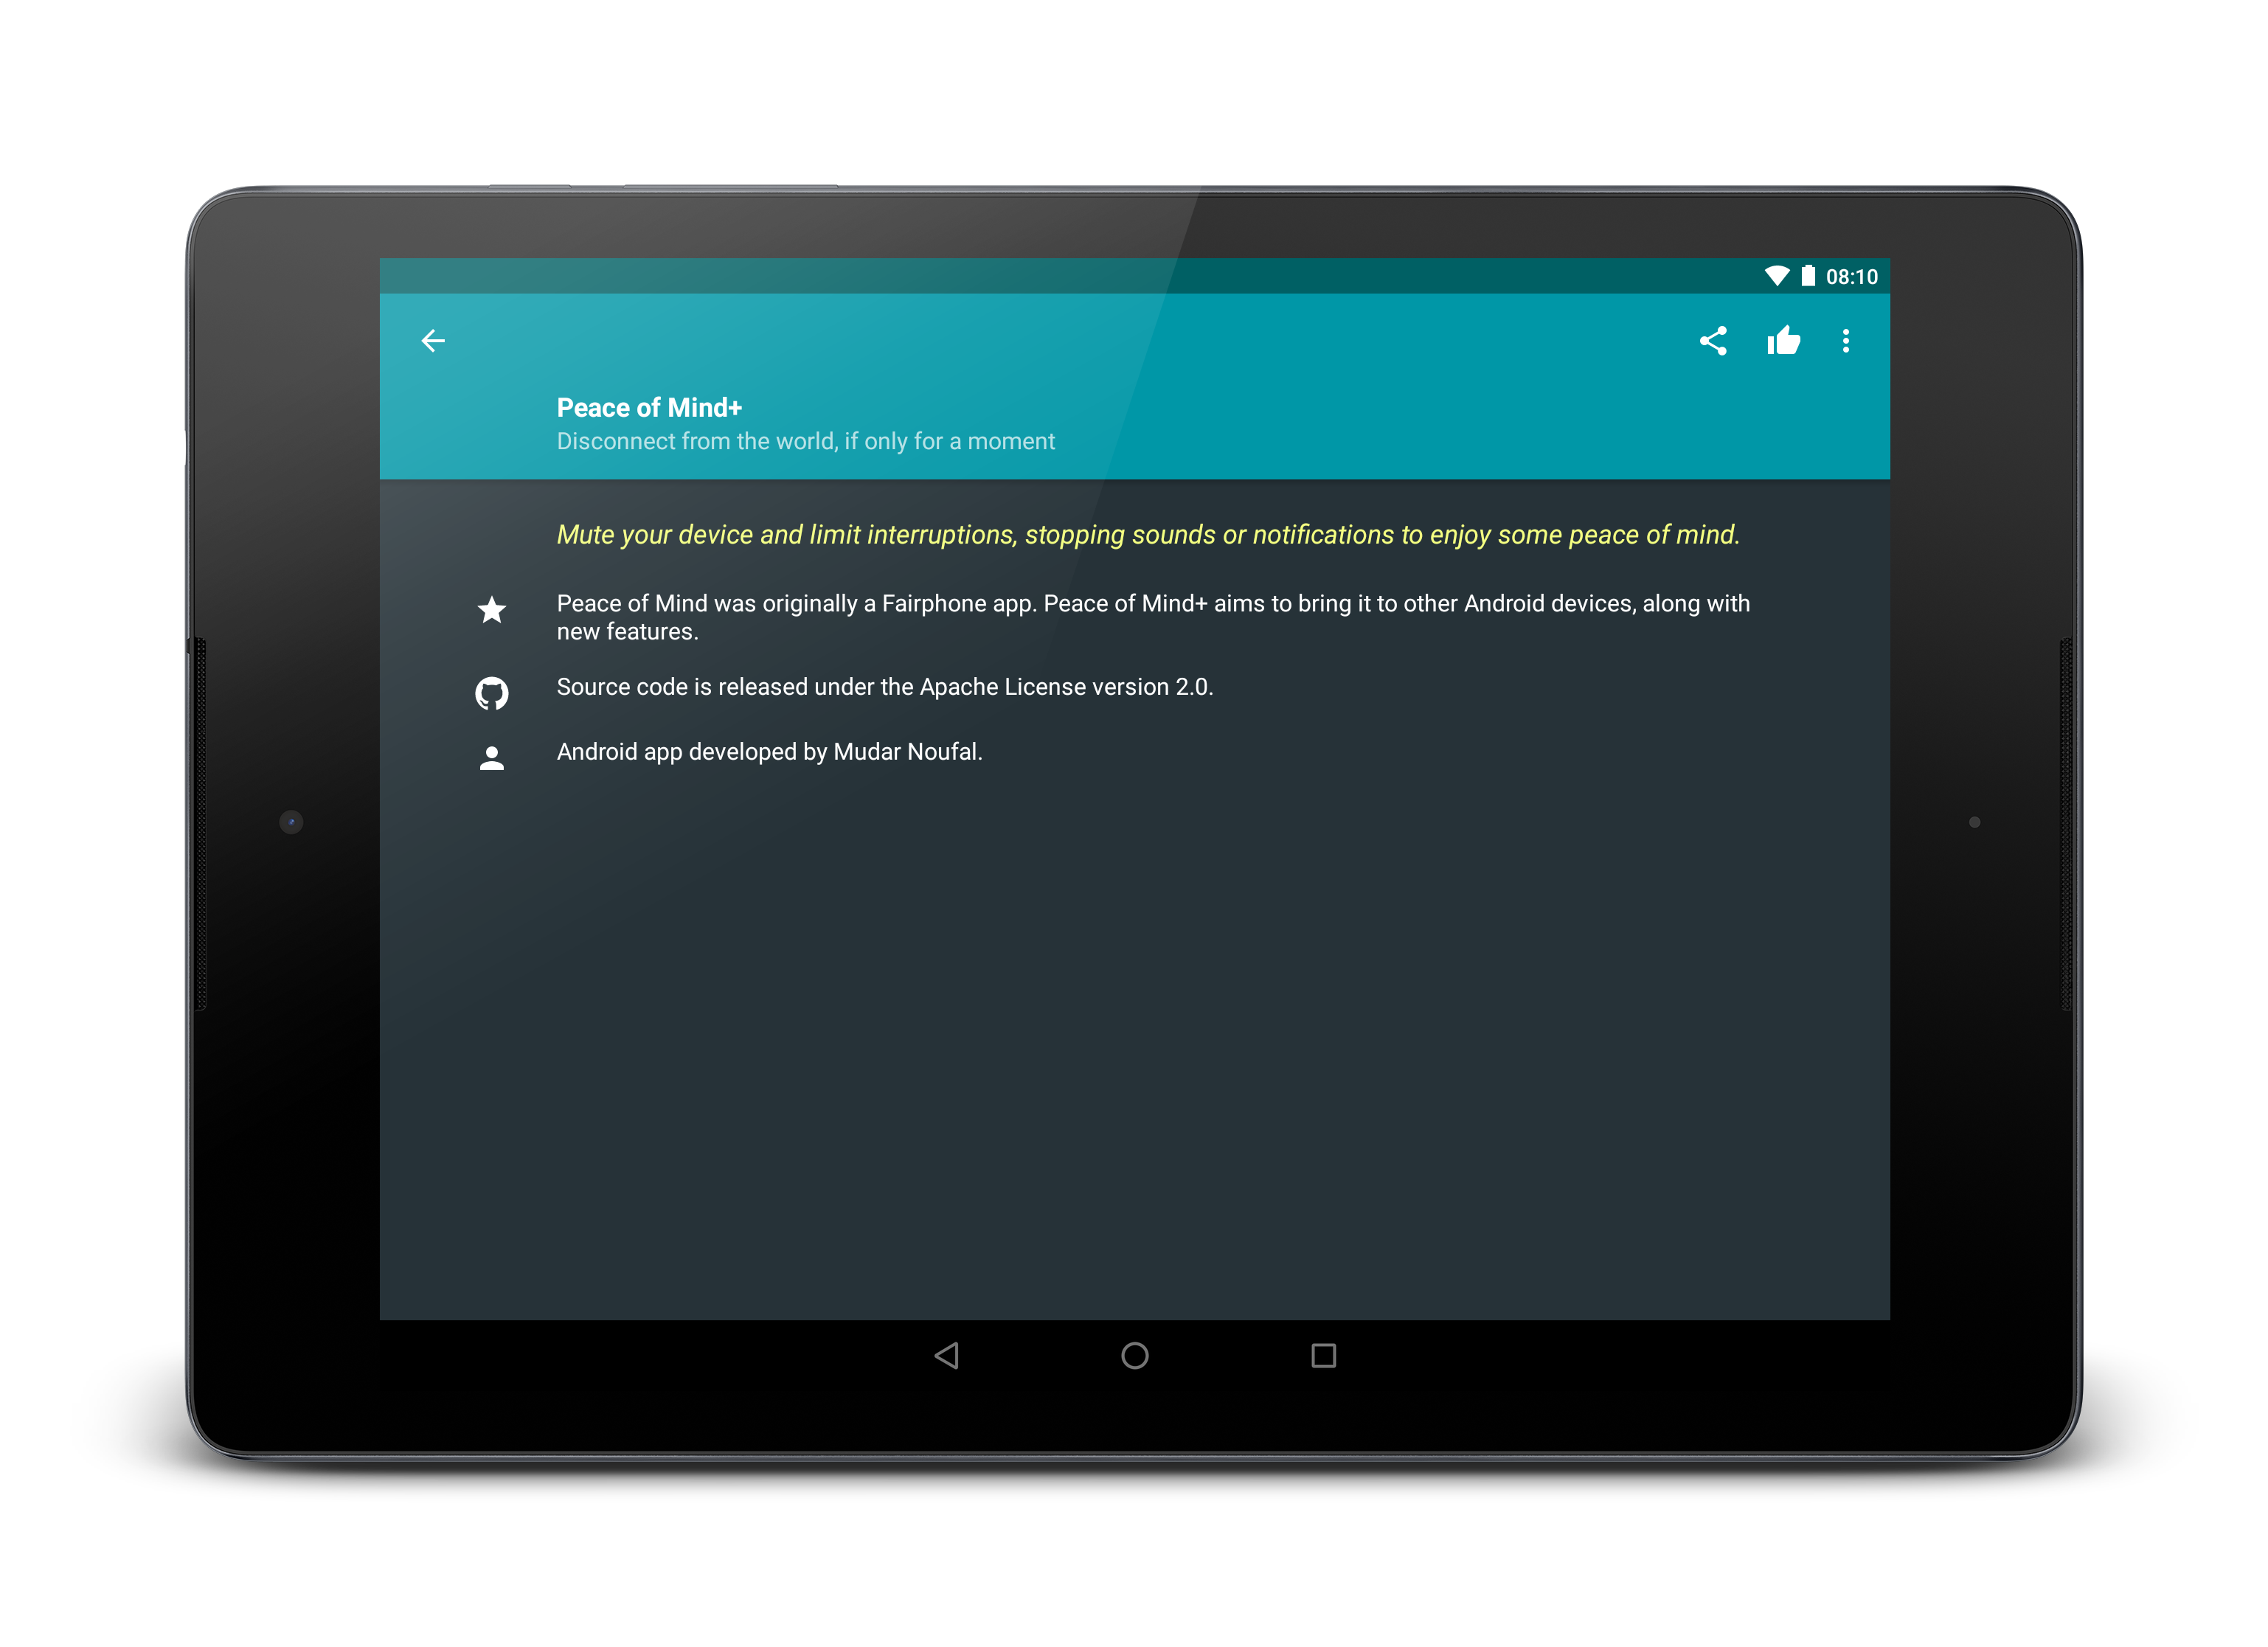 08:10
Peace of Mind+
Disconnect from the world, if only for a moment
Mute your device and limit interruptions, stopping sounds or notifications to enjoy some peace of mind.
Peace of Mind was originally a Fairphone app. Peace of Mind+ aims to bring it to other Android devices, along with
new features.
Source code is released under the Apache License version 2.0.
Android app developed by Mudar Noufal.